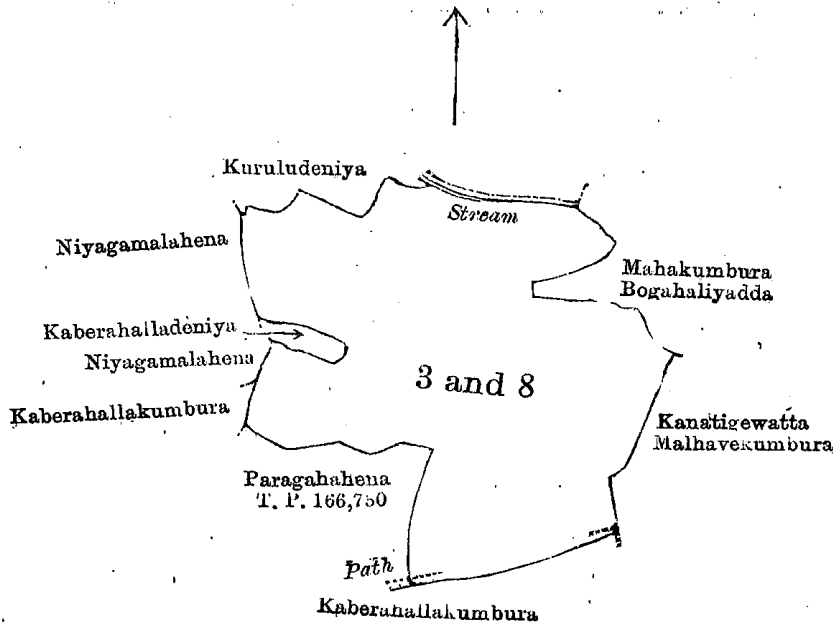 Kuruludeniya
Stream
Niyagamalahena
Mahakumbura
Bogahaliyadda
Kaberahalladeniya
Niyagamalahena
3 and 8
Kaberahallakumbura
Kanatigewatta
Malhavekumbura
Paragahahena
T. P. 166,750
Path
Kaberahallakumbura